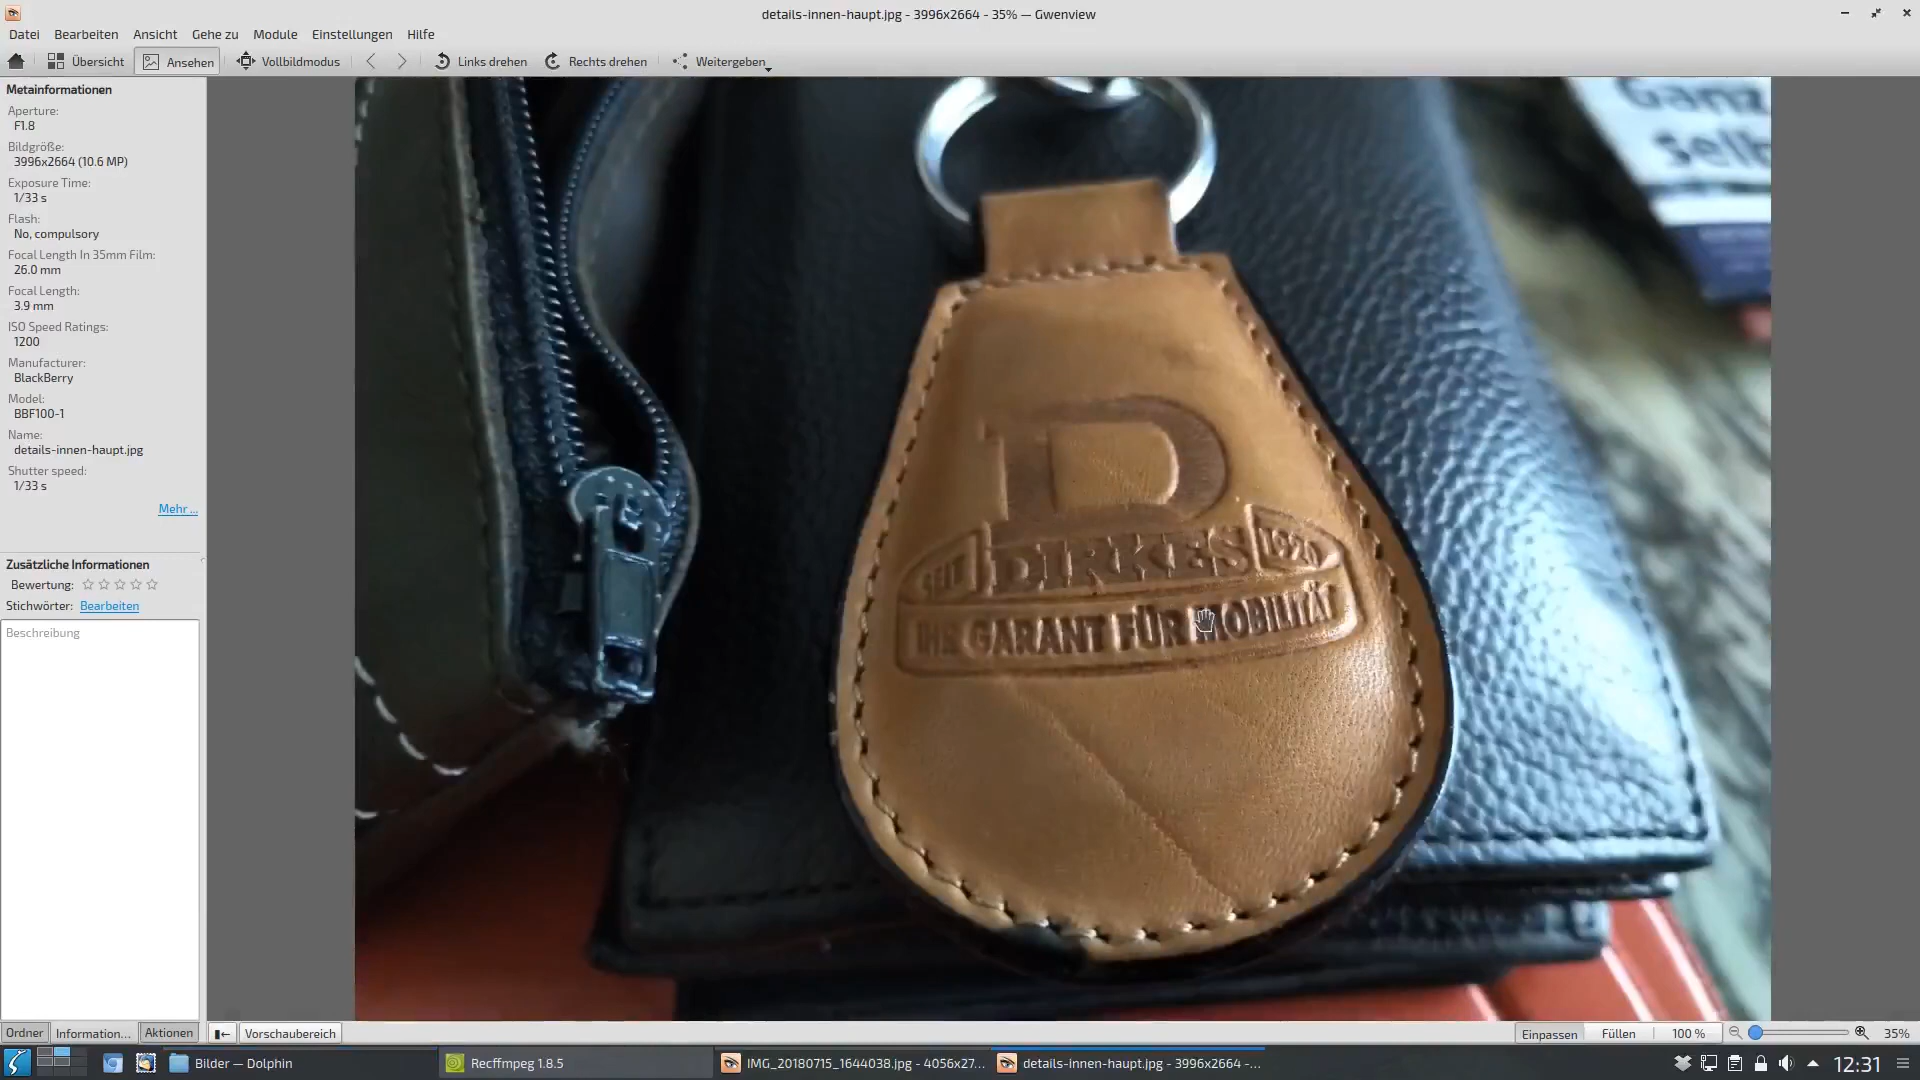 details-innen-haupt.jpg - 3996x2664 - 35% — Gwenview
Datei Bearbeiten Ansicht Gehe zu Module Einstellungen Hilfe
Übersicht Ansehen Vollbildmodus Links drehen Rechts drehen Weitergeben
Metainformationen
Aperture:
F1.8
Bildgröße:
3996x2664 (10.6 MP)
Exposure Time:
1/33 s
Flash:
No, compulsory
Focal Length In 35mm Film:
26.0 mm
Focal Length:
3.9 mm
ISO Speed Ratings:
1200
Manufacturer:
BlackBerry
Model:
BBF100-1
Name:
details-innen-haupt.jpg
Shutter speed:
1/33 s
Mehr ...
Zusätzliche Informationen
Bewertung:
Stichwörter: Bearbeiten
Beschreibung
Ganz
Selb
D
SEIT DIRKES 1920
IHR GARANT FÜR MOBILITÄT
Ordner Information... Aktionen Vorschaubereich Einpassen Füllen 100 % 35%
Bilder — Dolphin Recffmpeg 1.8.5 IMG_20180715_1644038.jpg - 4056x27... details-innen-haupt.jpg - 3996x2664 -... 12:31